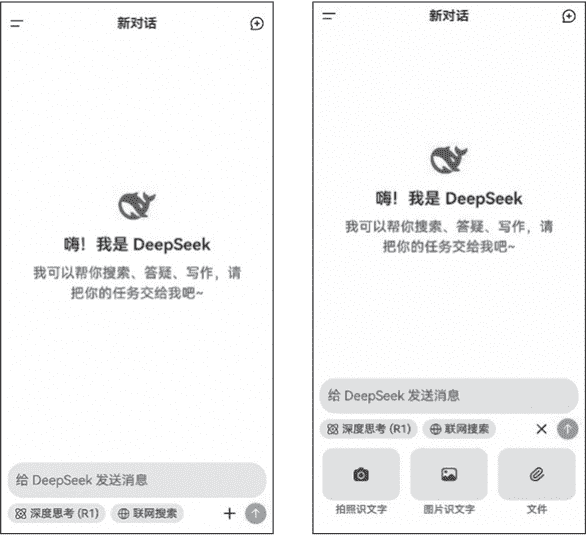 新对话
嗨！我是 DeepSeek
我可以帮你搜索、答疑、写作，请
把你的任务交给我吧~
给 DeepSeek 发送消息
深度思考 (R1) 联网搜索
新对话
嗨！我是 DeepSeek
我可以帮你搜索、答疑、写作，请
把你的任务交给我吧~
给 DeepSeek 发送消息
深度思考 (R1) 联网搜索
拍照识文字 图片识文字 文件